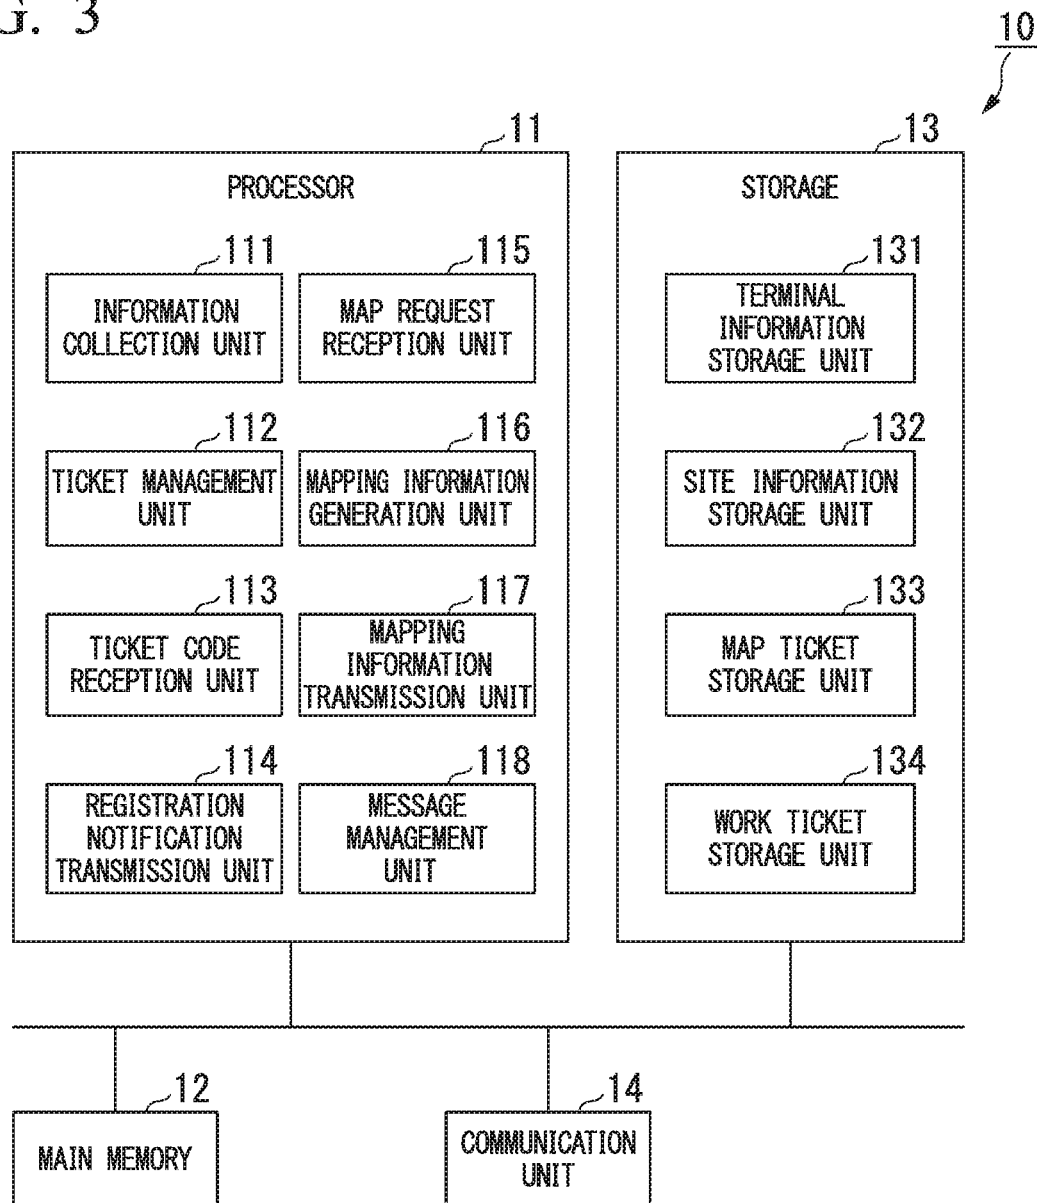 G. 3
10
11
PROCESSOR
111
INFORMATION
COLLECTION UNIT
115
MAP REQUEST
RECEPTION UNIT
112
TICKET MANAGEMENT
UNIT
116
MAPPING INFORMATION
GENERATION UNIT
113
TICKET CODE
RECEPTION UNIT
117
MAPPING
INFORMATION
TRANSMISSION UNIT
114
REGISTRATION
NOTIFICATION
TRANSMISSION UNIT
118
MESSAGE
MANAGEMENT
UNIT
13
STORAGE
131
TERMINAL
INFORMATION
STORAGE UNIT
132
SITE INFORMATION
STORAGE UNIT
133
MAP TICKET
STORAGE UNIT
134
WORK TICKET
STORAGE UNIT
12
MAIN MEMORY
14
COMMUNICATION
UNIT